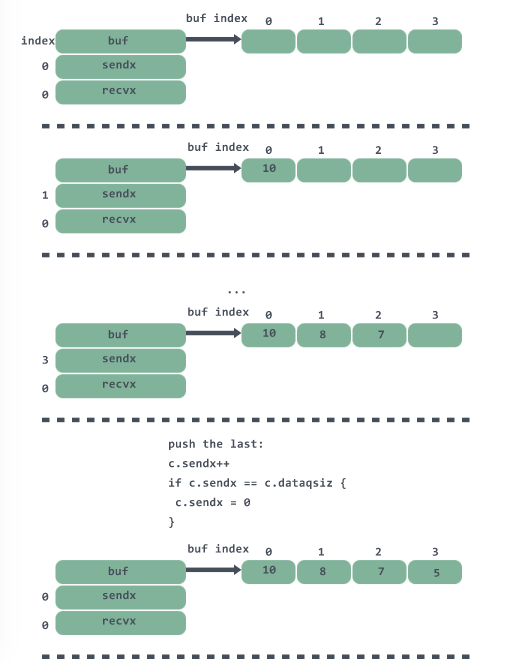 buf index 0 1 2 3
index buf
0 sendx
0 recvx
buf index 0 1 2 3
buf 10
1 sendx
0 recvx
...
buf index 0 1 2 3
buf 10 8 7
3 sendx
0 recvx
push the last:
c.sendx++
if c.sendx == c.dataqsiz {
c.sendx = 0
}
buf index 0 1 2 3
buf 10 8 7 5
0 sendx
0 recvx